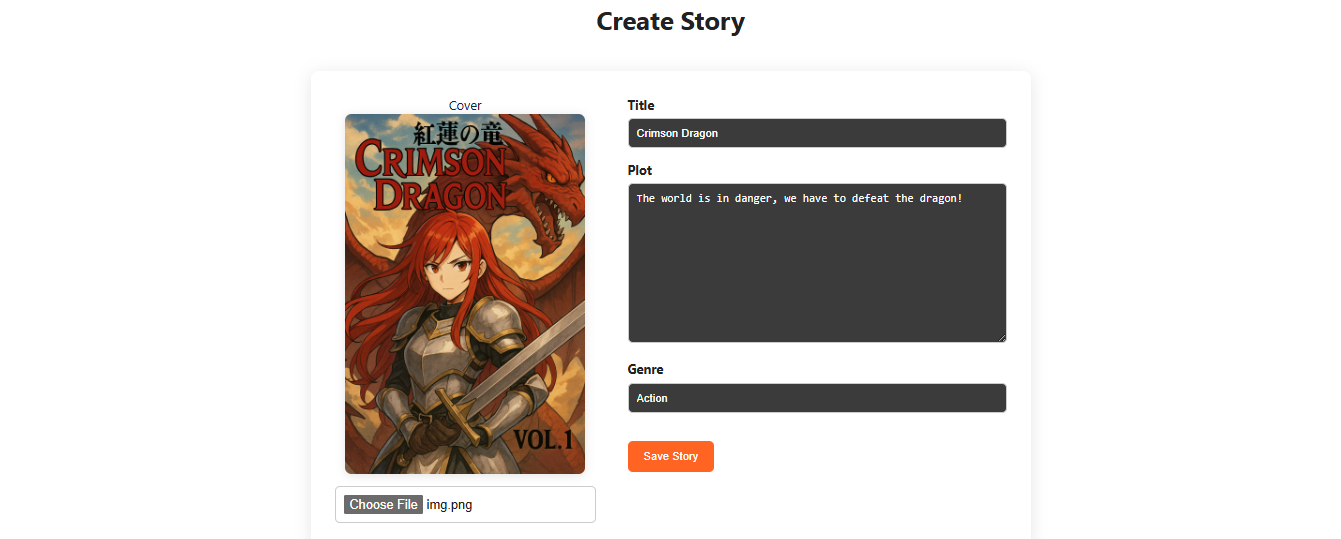 Create Story
Cover
紅蓮の竜
CRIMSON
DRAGON
VOL.1
Choose File img.png
Title
Crimson Dragon
Plot
The world is in danger, we have to defeat the dragon!
Genre
Action
Save Story